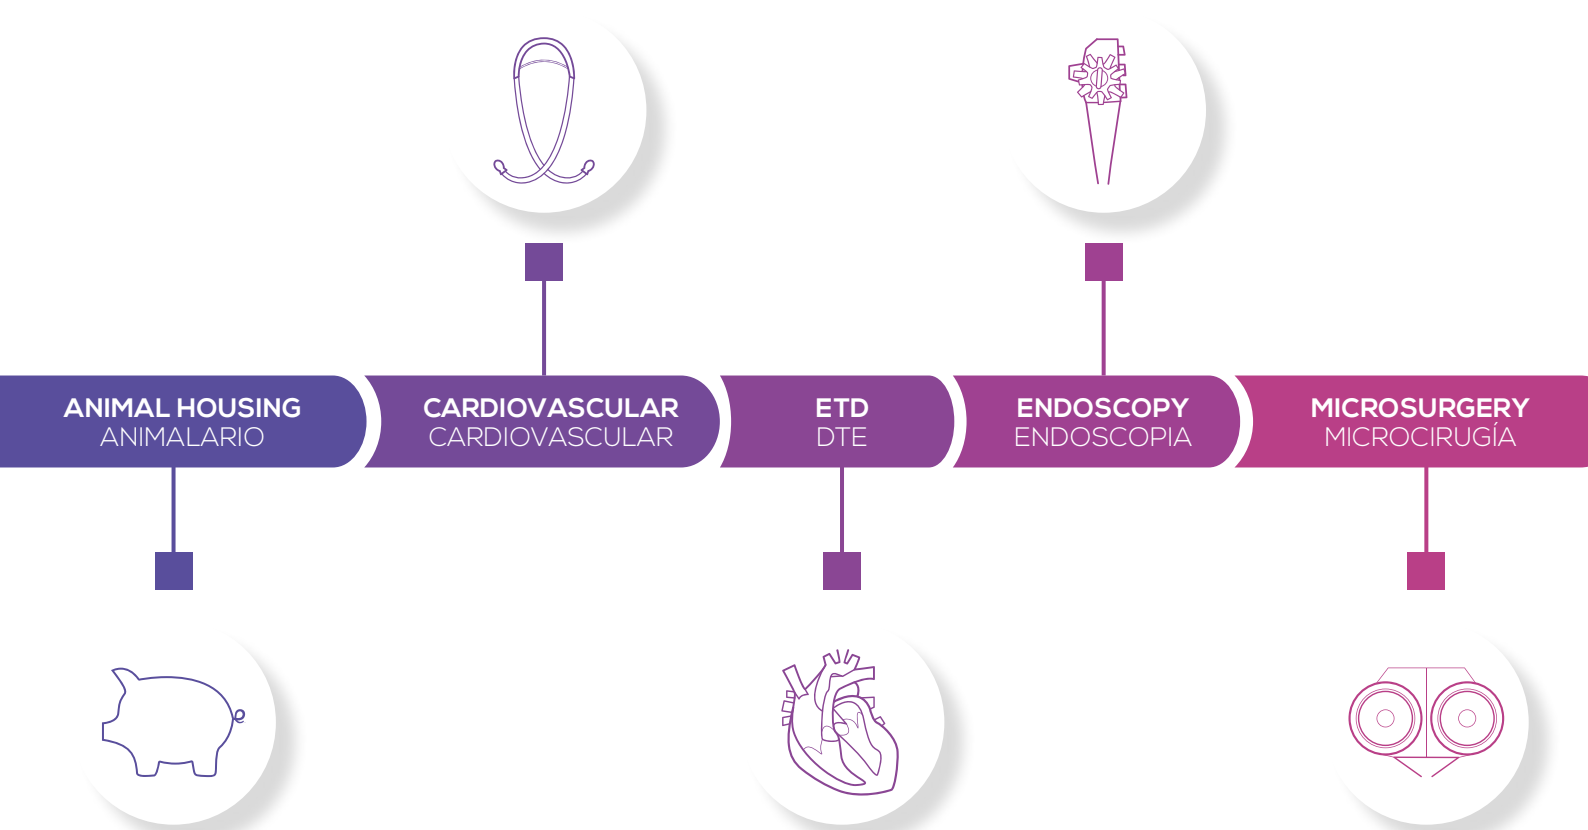 ANIMAL HOUSING
ANIMALARIO
CARDIOVASCULAR
CARDIOVASCULAR
ETD
DTE
ENDOSCOPY
ENDOSCOPIA
MICROSURGERY
MICROCIRUGÍA